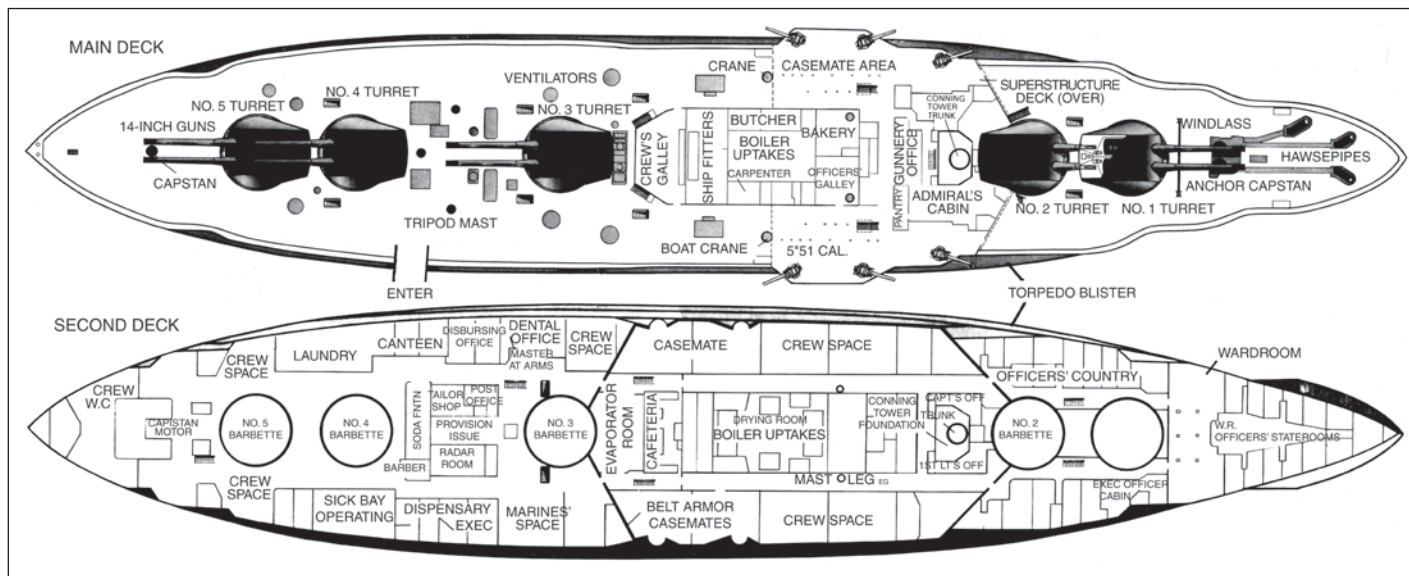 MAIN DECK
CRANE
CASEMATE AREA
VENTILATORS
SUPERSTRUCTURE
DECK (OVER)
NO. 5 TURRET
NO. 4 TURRET
NO. 3 TURRET
CONNING
TOWER
TRUNK
14-INCH GUNS
BUTCHER
BAKERY
WINDLASS
CREW'S
GALLEY
SHIP FITTERS
BOILER
UPTAKES
GUNNERY
OFFICE
HAWSEPIPES
CARPENTER
OFFICERS'
GALLEY
CAPSTAN
PANTRY
ADMIRAL'S
CABIN
ANCHOR CAPSTAN
NO. 2 TURRET
NO. 1 TURRET
TRIPOD MAST
BOAT CRANE
5"51 CAL.
ENTER
TORPEDO BLISTER
SECOND DECK
CREW
SPACE
LAUNDRY
CANTEEN
DISBURSING
OFFICE
DENTAL
OFFICE
MASTER
AT ARMS
CREW
SPACE
CASEMATE
CREW SPACE
WARDROOM
OFFICERS' COUNTRY
CREW
W.C
CAPISTAN
MOTOR
NO. 5
BARBETTE
NO. 4
BARBETTE
SODA FNTN
TAILOR
SHOP
POST
OFFICE
PROVISION
ISSUE
RADAR
ROOM
BARBER
NO. 3
BARBETTE
EVAPORATOR
ROOM
CAFETERIA
DRYING ROOM
BOILER UPTAKES
CONNING
TOWER
FOUNDATION
CAPT'S OFF
TRUNK
1ST LT'S OFF
NO. 2
BARBETTE
W.R.
OFFICERS' STATEROOMS
MAST LEG EG
EXEC OFFICER
CABIN
CREW
SPACE
SICK BAY
OPERATING
DISPENSARY
EXEC
MARINES'
SPACE
BELT ARMOR
CASEMATES
CREW SPACE